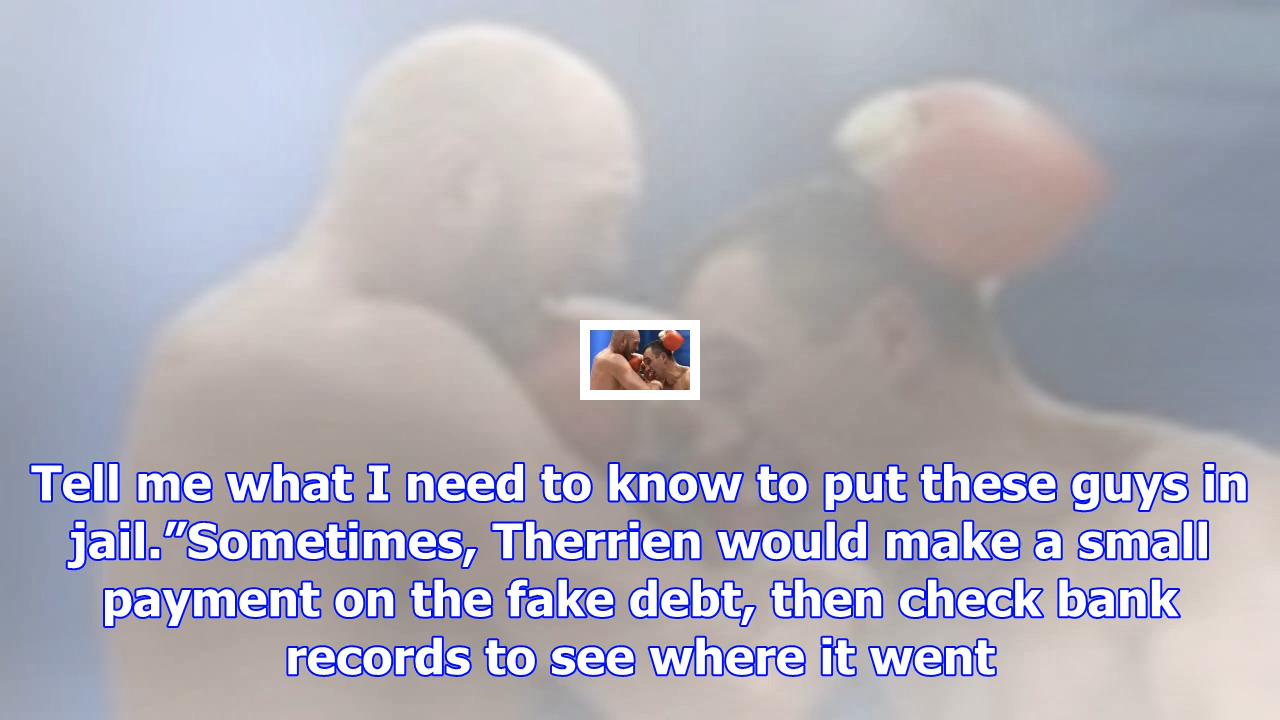 Tell me what I need to know to put these guys in
jail.”Sometimes, Therrien would make a small
payment on the fake debt, then check bank
records to see where it went